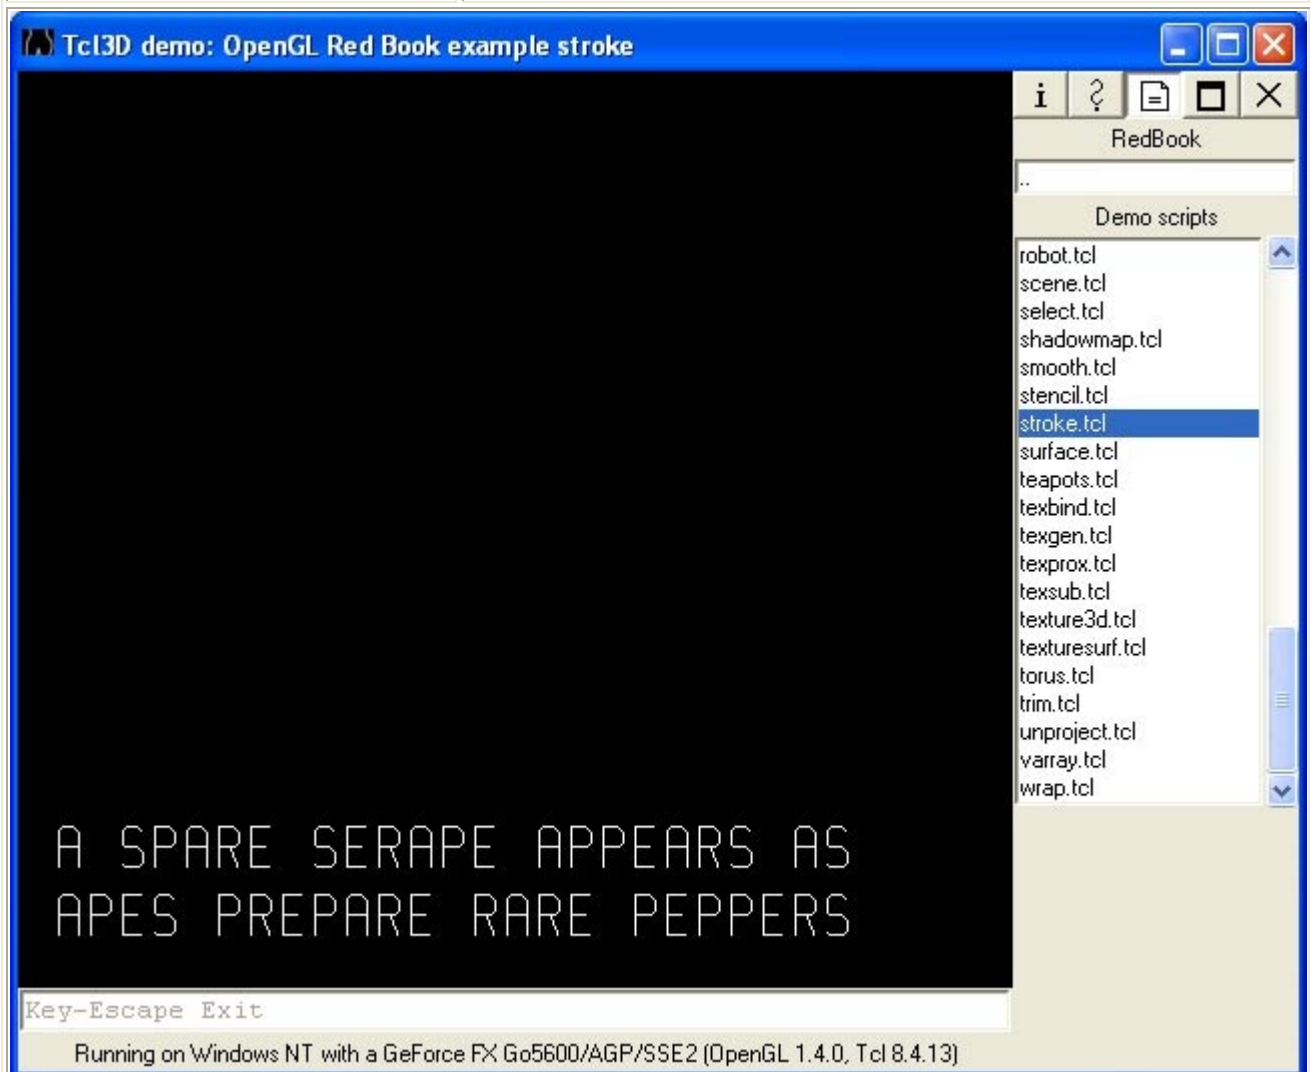 Tcl3D demo: OpenGL Red Book example stroke
i ?
RedBook
..
Demo scripts
robot.tcl
scene.tcl
select.tcl
shadowmap.tcl
smooth.tcl
stencil.tcl
stroke.tcl
surface.tcl
teapots.tcl
texbind.tcl
texgen.tcl
texprox.tcl
texsub.tcl
texture3d.tcl
texturesurf.tcl
torus.tcl
trim.tcl
unproject.tcl
varray.tcl
wrap.tcl
A SPARE SERAPE APPEARS AS
APES PREPARE RARE PEPPERS
Key-Escape Exit
Running on Windows NT with a GeForce FX Go5600/AGP/SSE2 (OpenGL 1.4.0, Tcl 8.4.13)